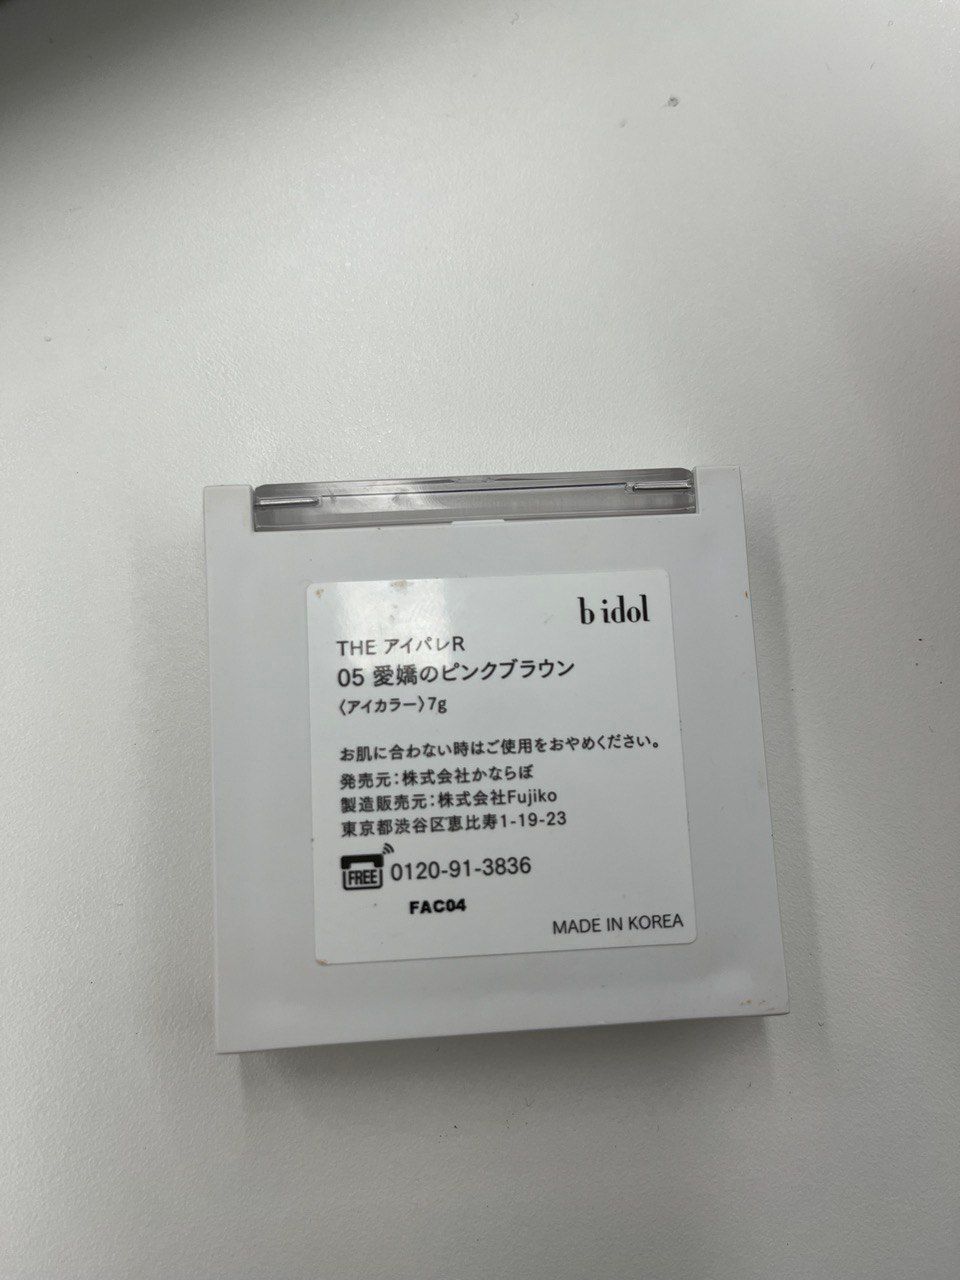 b idol
THE アイパレR
05 愛嬌のピンクブラウン
〈アイカラー〉7g
お肌に合わない時はご使用をおやめください。
発売元：株式会社かならぼ
製造販売元：株式会社Fujiko
東京都渋谷区恵比寿1-19-23
FREE 0120-91-3836
FAC04
MADE IN KOREA